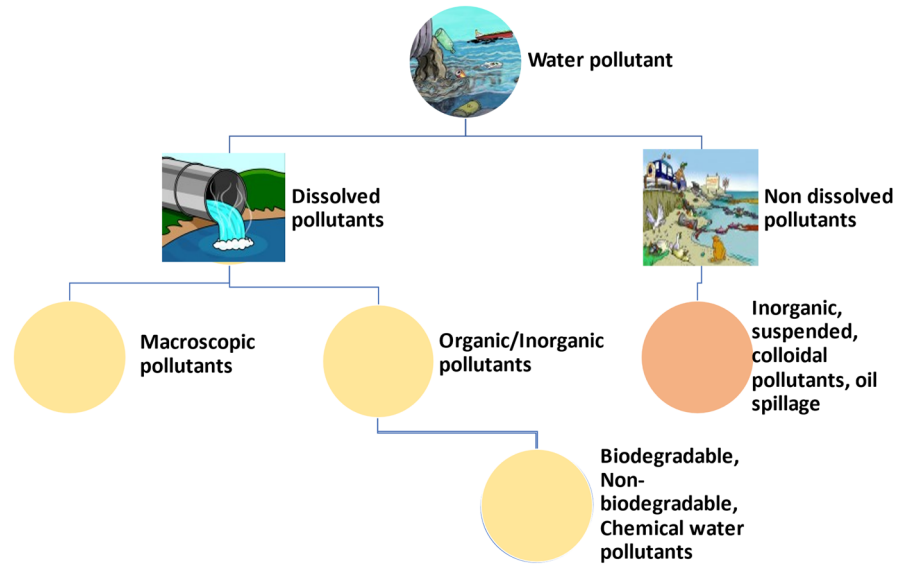 Water pollutant
Dissolved
pollutants
Non dissolved
pollutants
Macroscopic
pollutants
Organic/Inorganic
pollutants
Inorganic,
suspended,
colloidal
pollutants, oil
spillage
Biodegradable,
Non-
biodegradable,
Chemical water
pollutants